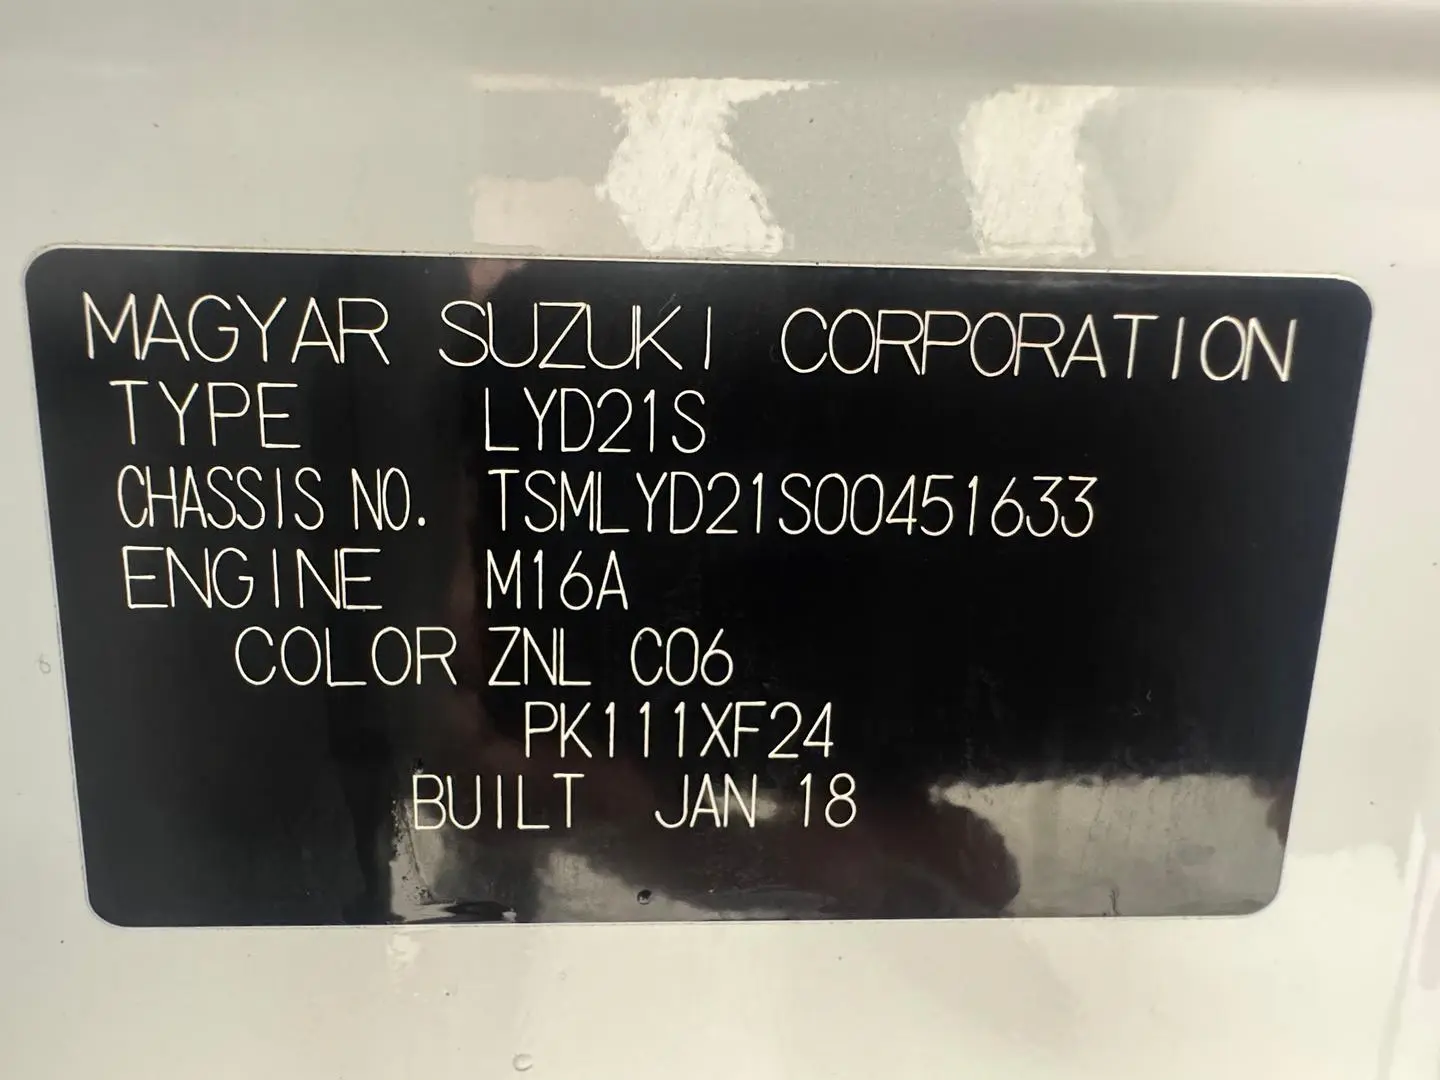 MAGYAR SUZUKI CORPORATION
TYPE LYD21S
CHASSIS NO. TSMLYD21S00451633
ENGINE M16A
COLOR ZNL C06
PK111XF24
BUILT JAN 18